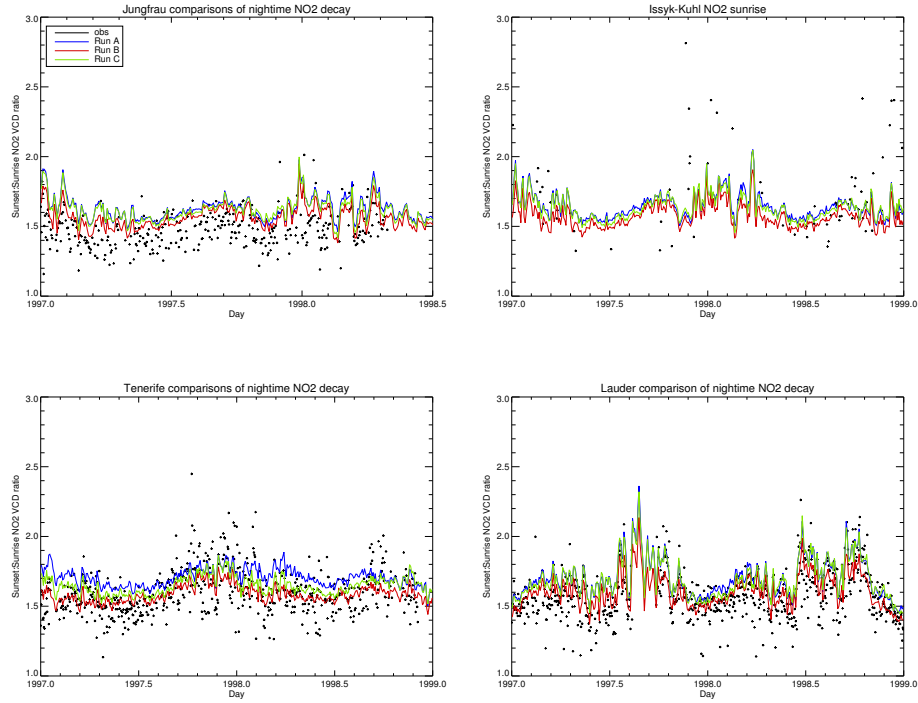 Jungfrau comparisons of nightime NO2 decay
3.0
2.5
2.0
1.5
1.0
Sunset:Sunrise NO2 VCD ratio
obs
Run A
Run B
Run C
1997.0
1997.5
1998.0
1998.5
Day
Issyk-Kuhl NO2 sunrise
3.0
2.5
2.0
1.5
1.0
Sunset:Sunrise NO2 VCD ratio
1997.0
1997.5
1998.0
1998.5
1999.0
Day
Tenerife comparisons of nightime NO2 decay
3.0
2.5
2.0
1.5
1.0
Sunset:Sunrise NO2 VCD ratio
1997.0
1997.5
1998.0
1998.5
1999.0
Day
Lauder comparison of nightime NO2 decay
3.0
2.5
2.0
1.5
1.0
Sunset:Sunrise NO2 VCD ratio
1997.0
1997.5
1998.0
1998.5
1999.0
Day